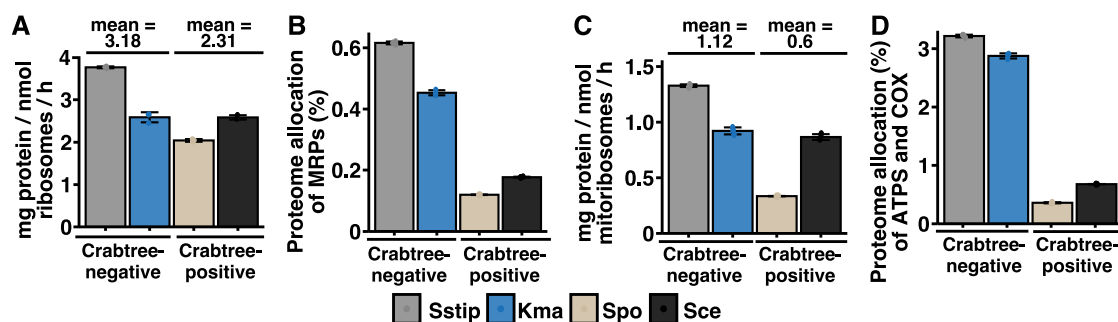 A
mean =
3.18
mean =
2.31
mg protein / nmol
ribosomes / h
4
3
2
1
0
Crabtree-
negative
Crabtree-
positive
B
Proteome allocation
of MRPs (%)
0.6
0.4
0.2
0
Crabtree-
negative
Crabtree-
positive
C
mean =
1.12
mean =
0.6
mg protein / nmol
mitoribosomes / h
1.5
1.0
0.5
0.0
Crabtree-
negative
Crabtree-
positive
D
Proteome allocation (%)
of ATPS and COX
3
2
1
0
Crabtree-
negative
Crabtree-
positive
Sstip Kma Spo Sce